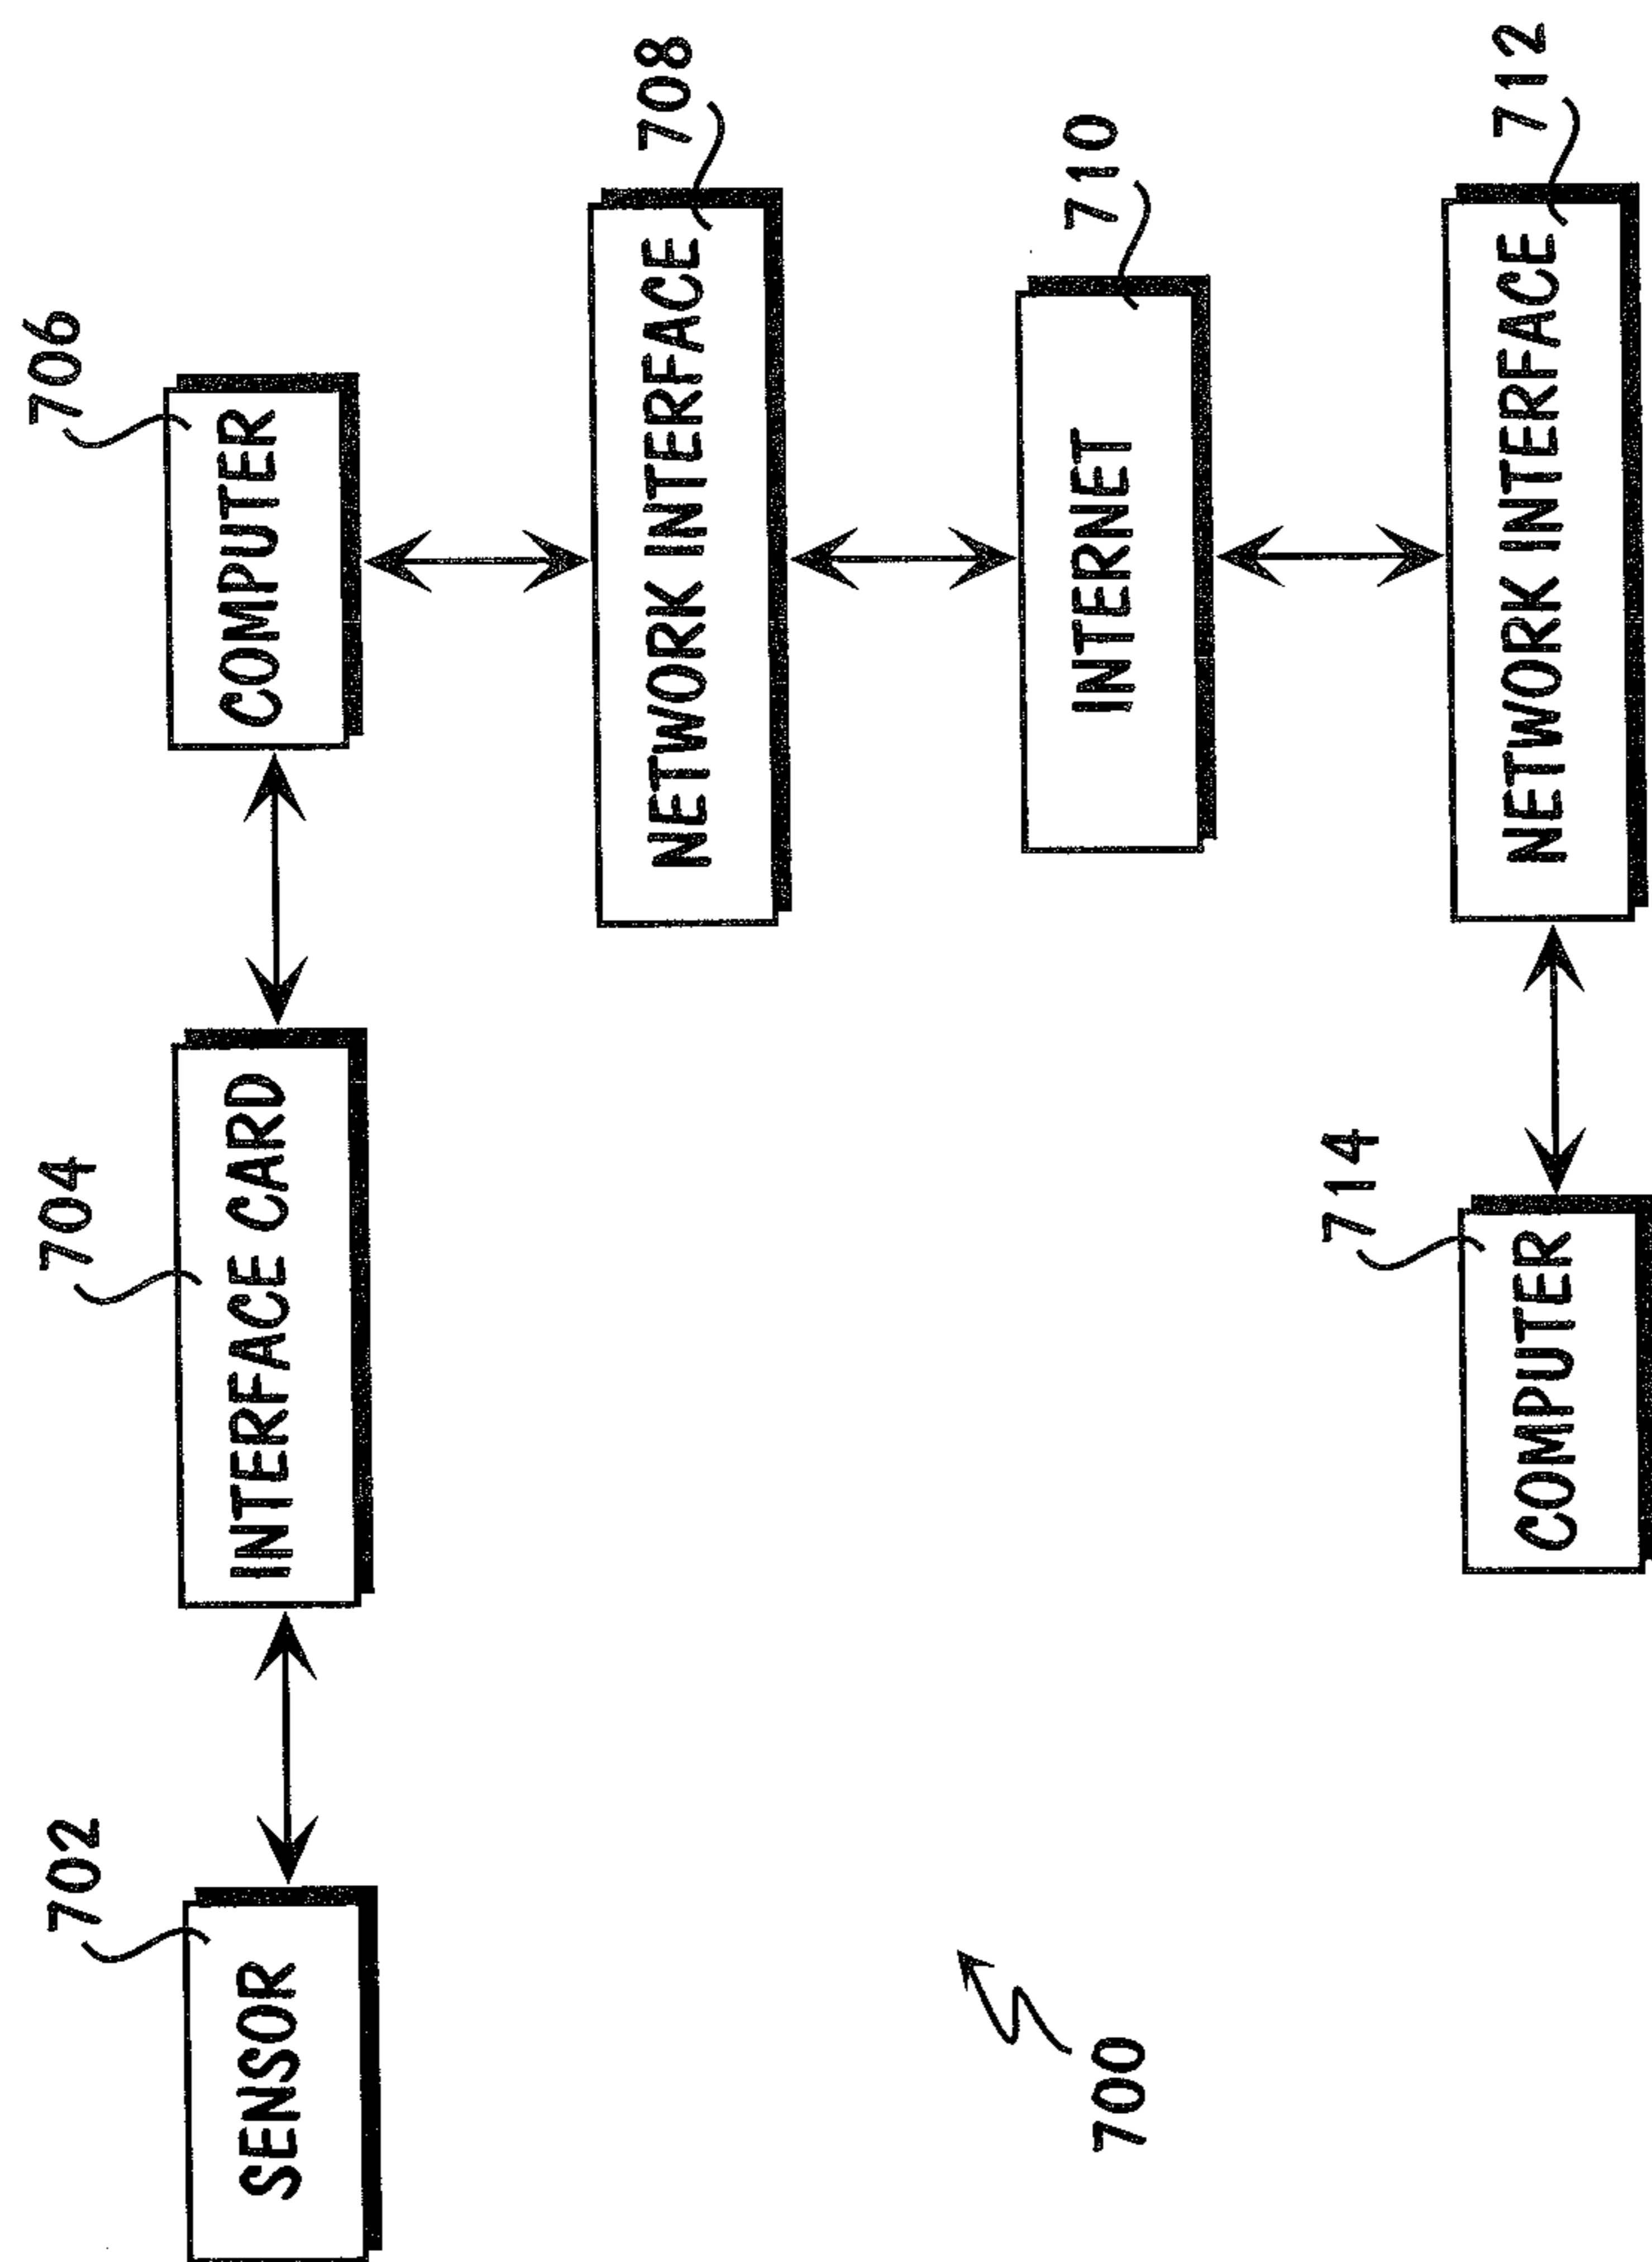 702
SENSOR
704
INTERFACE CARD
706
COMPUTER
708
NETWORK INTERFACE
710
INTERNET
712
NETWORK INTERFACE
714
COMPUTER
700